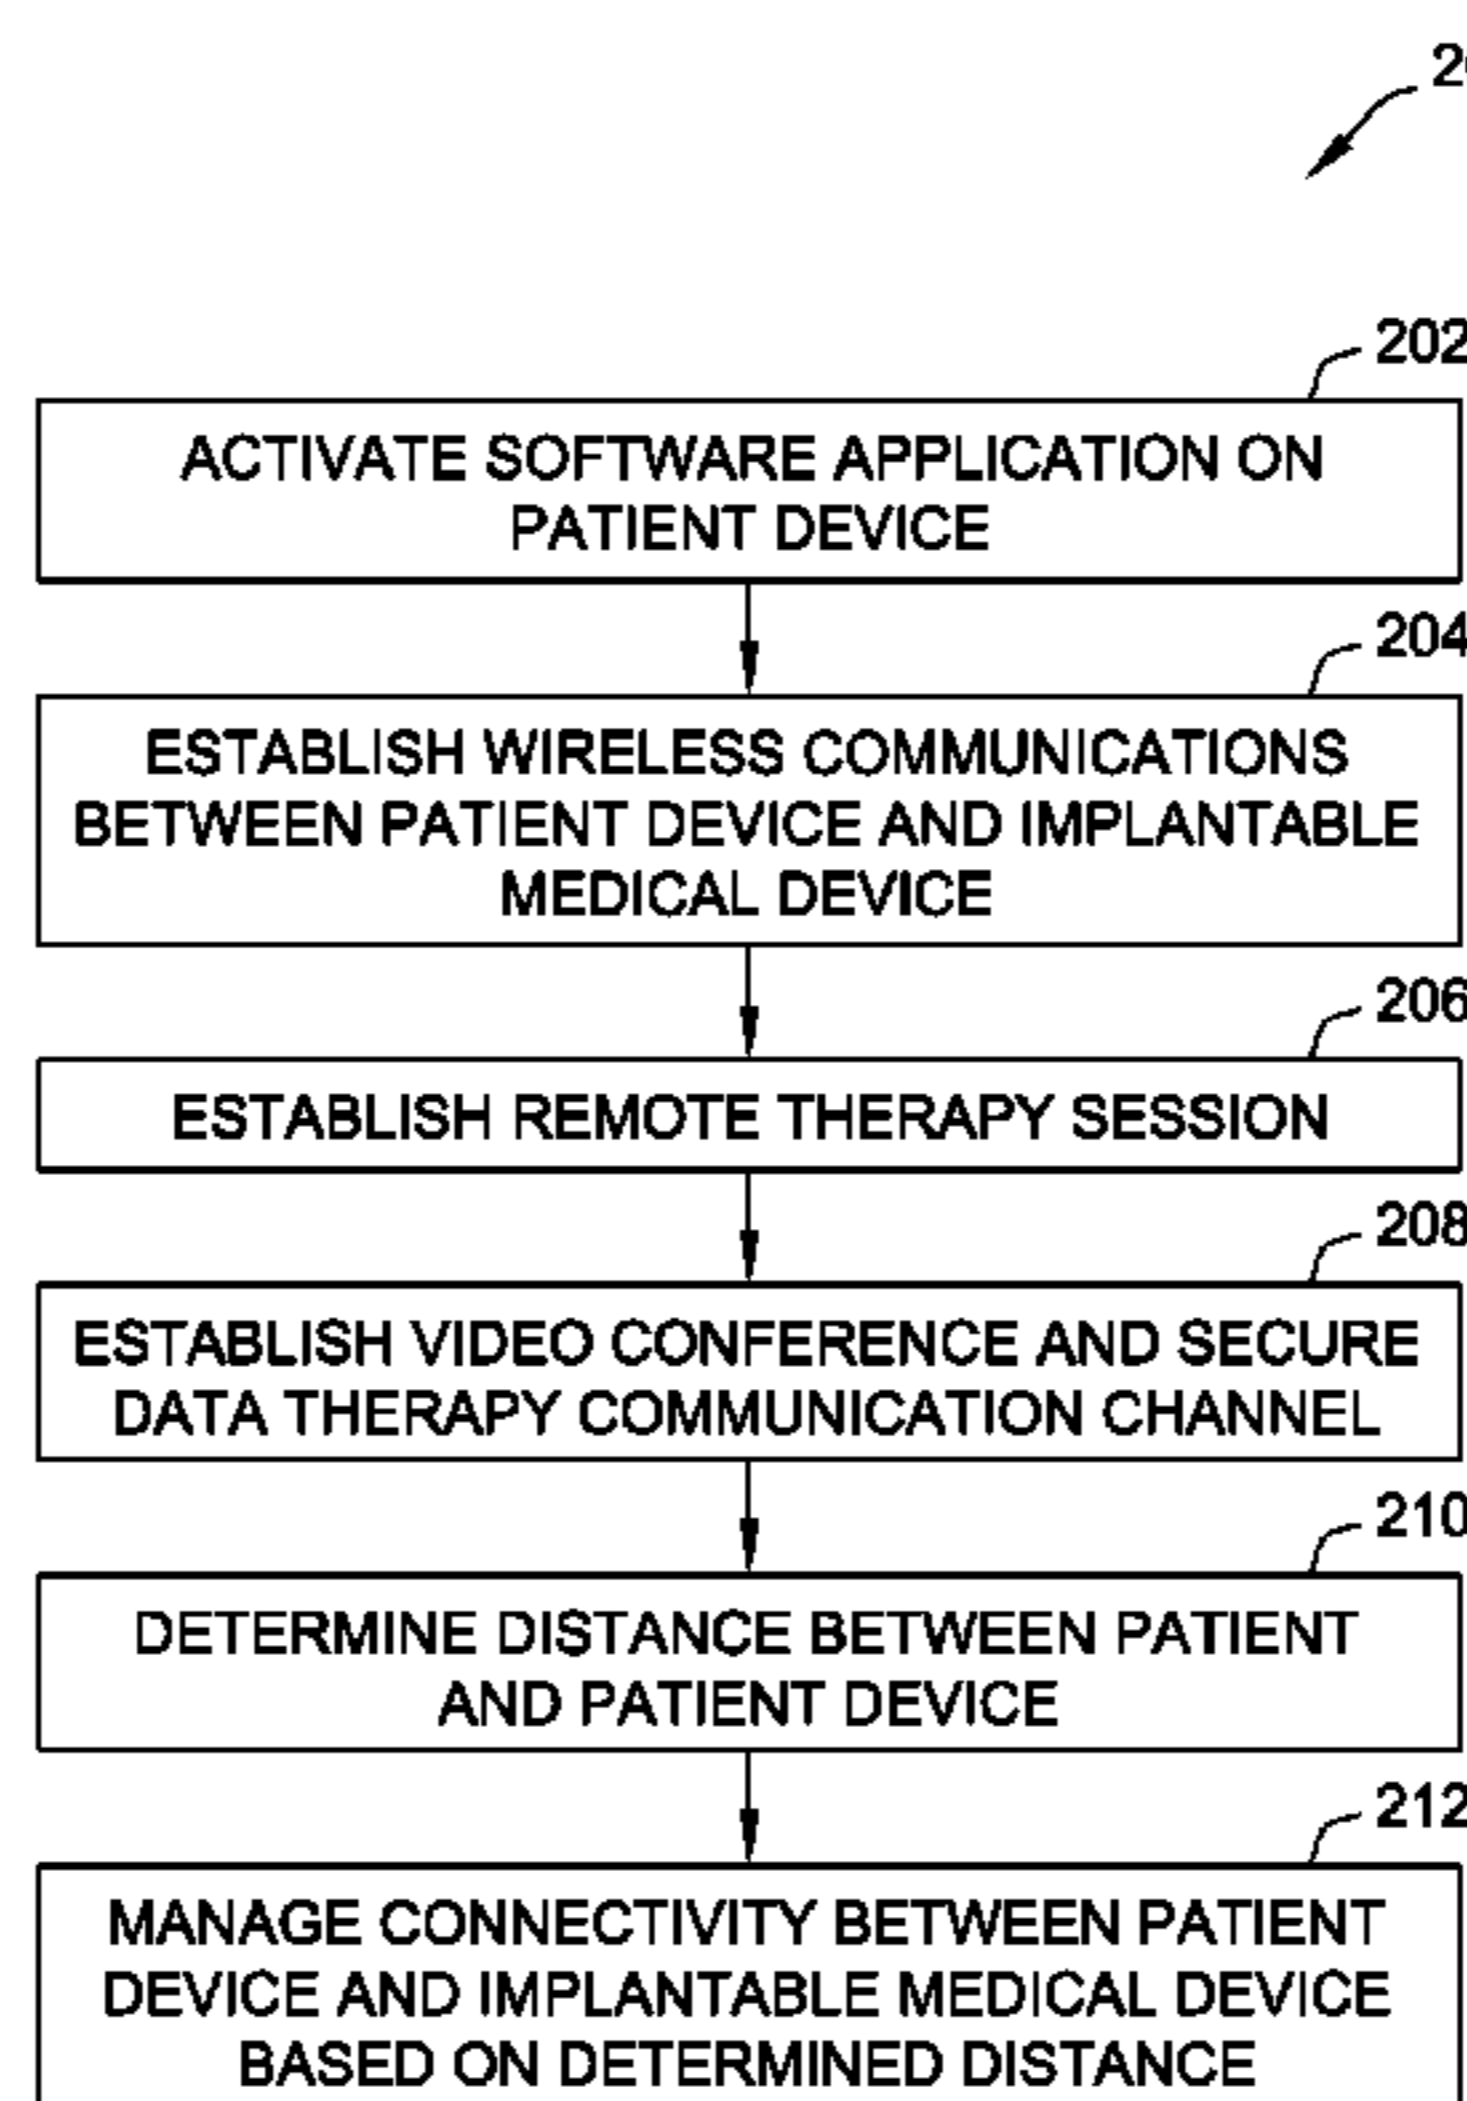 202
ACTIVATE SOFTWARE APPLICATION ON
PATIENT DEVICE
204
ESTABLISH WIRELESS COMMUNICATIONS
BETWEEN PATIENT DEVICE AND IMPLANTABLE
MEDICAL DEVICE
206
ESTABLISH REMOTE THERAPY SESSION
208
ESTABLISH VIDEO CONFERENCE AND SECURE
DATA THERAPY COMMUNICATION CHANNEL
210
DETERMINE DISTANCE BETWEEN PATIENT
AND PATIENT DEVICE
212
MANAGE CONNECTIVITY BETWEEN PATIENT
DEVICE AND IMPLANTABLE MEDICAL DEVICE
BASED ON DETERMINED DISTANCE